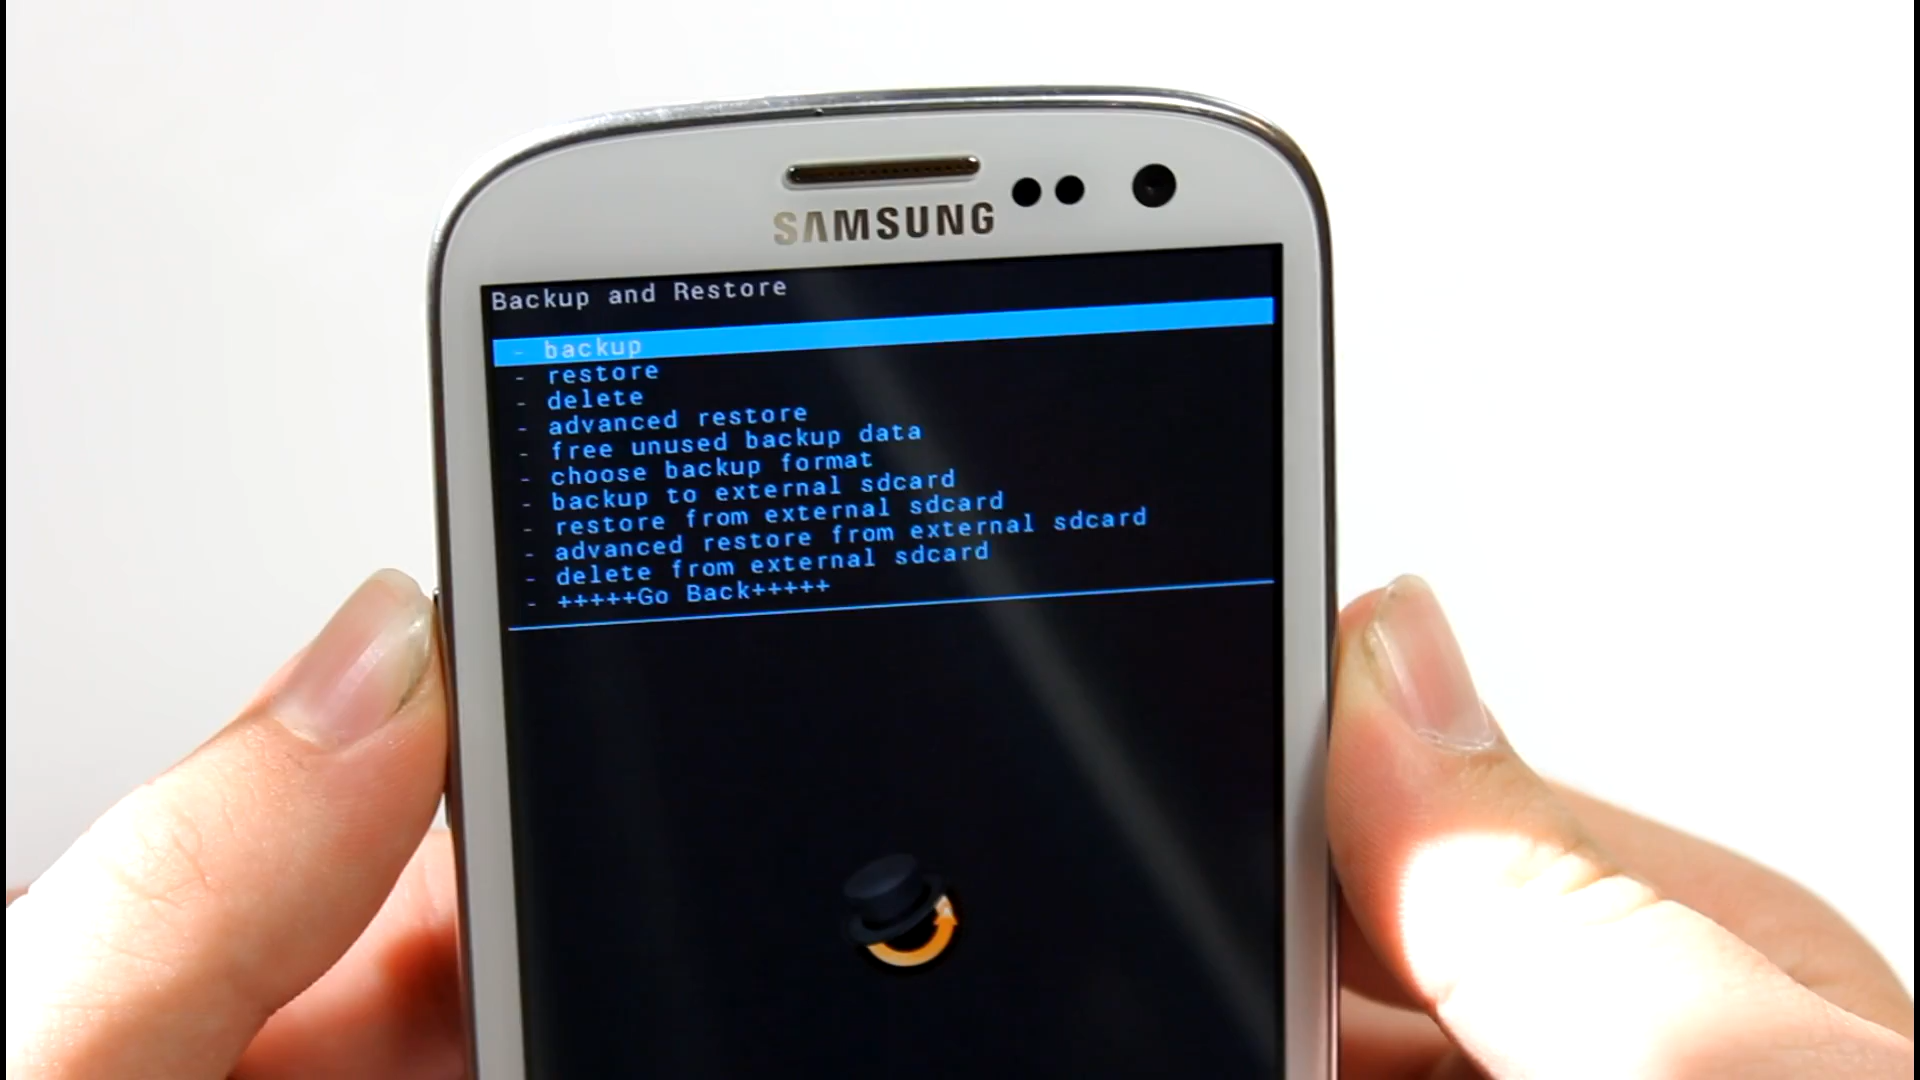 SAMSUNG
Backup and Restore
- backup
- restore
- delete
- advanced restore
- free unused backup data
- choose backup format
- backup to external sdcard
- restore from external sdcard
- advanced restore from external sdcard
- delete from external sdcard
- +++++Go Back+++++